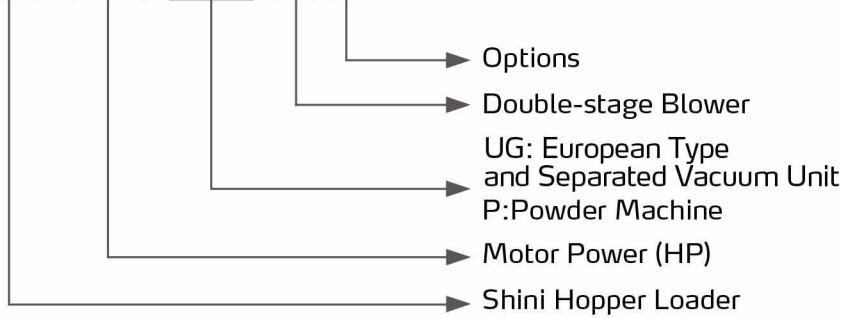 Options
Double-stage Blower
UG: European Type
and Separated Vacuum Unit
P:Powder Machine
Motor Power (HP)
Shini Hopper Loader